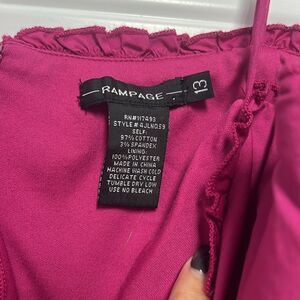 RAMPAGE
13
RN#117493
STYLE# AJLN059
SELF:
97% COTTON
3% SPANDEX
LINING:
100% POLYESTER
MADE IN CHINA
MACHINE WASH COLD
DELICATE CYCLE
TUMBLE DRY LOW
USE NO BLEACH